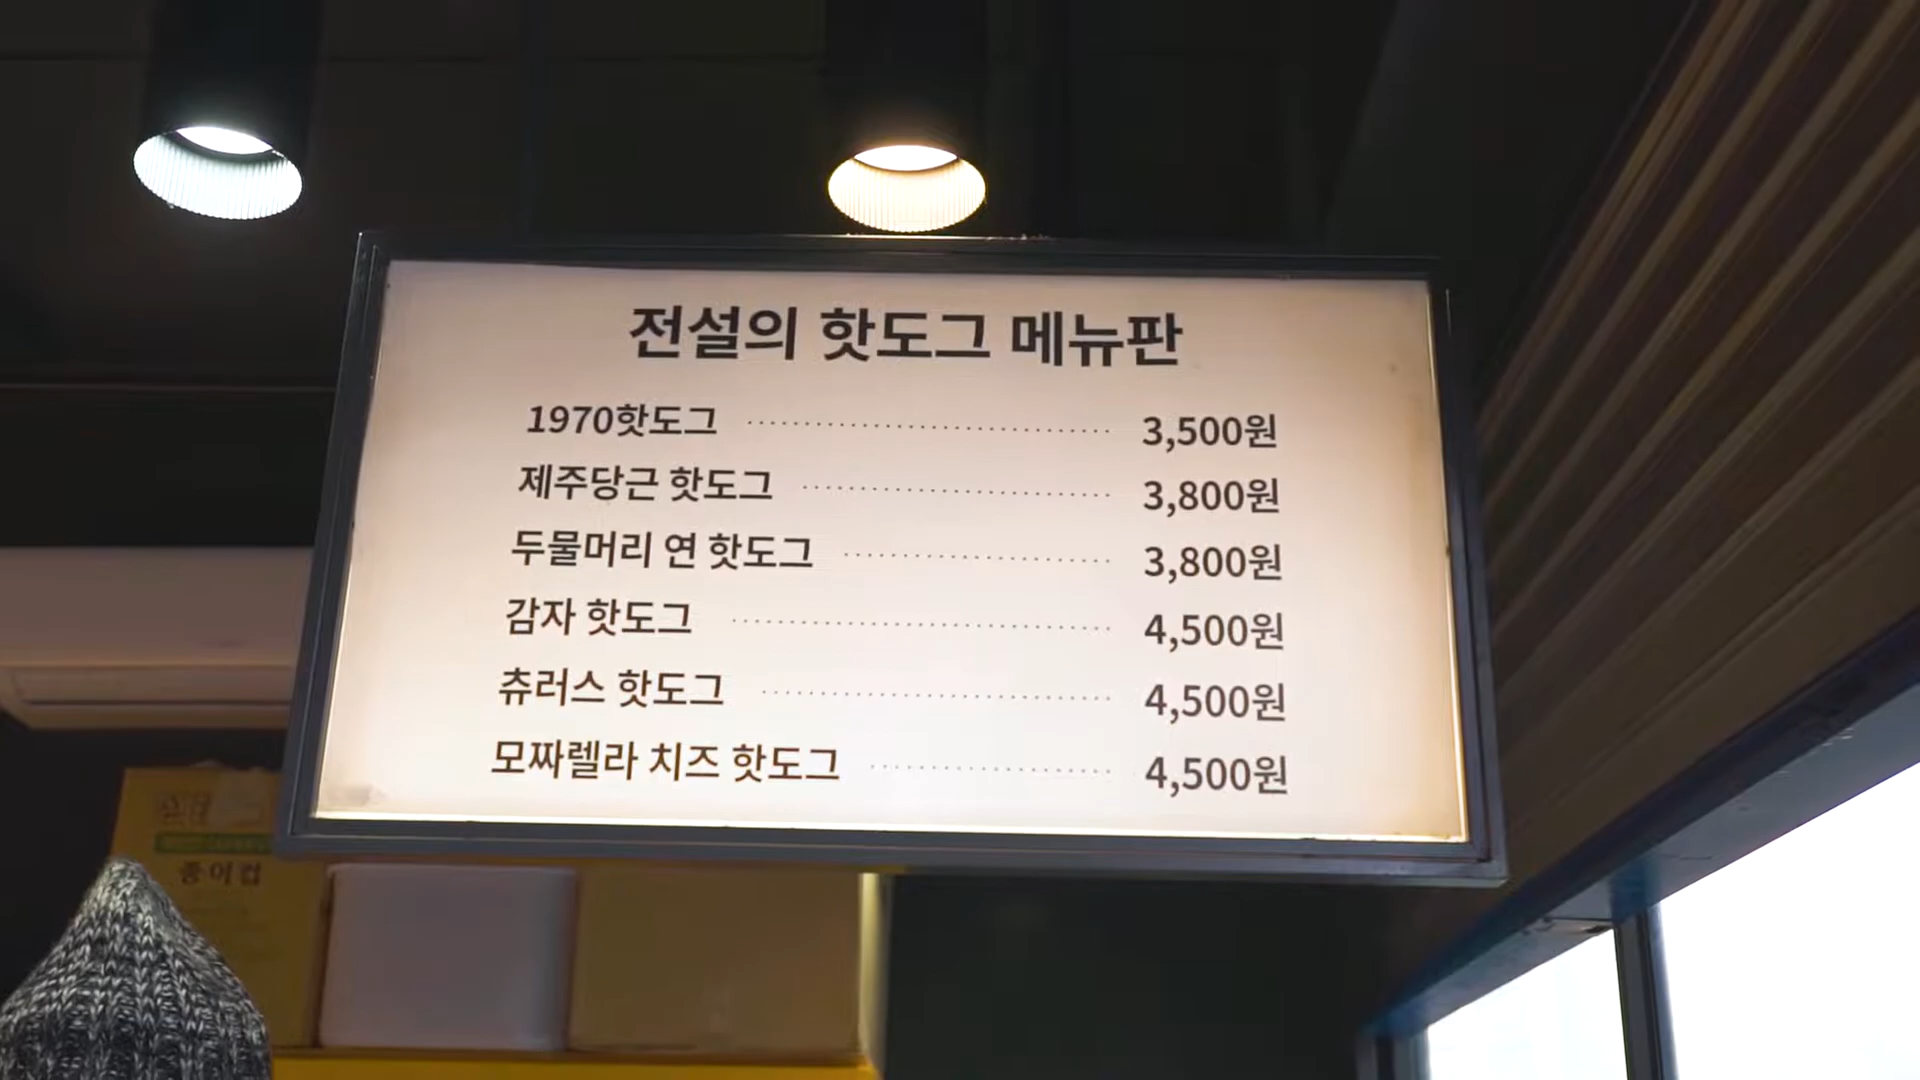 전설의 핫도그 메뉴판
1970핫도그 ........................ 3,500원
제주당근 핫도그 ........................ 3,800원
두물머리 연 핫도그 ........................ 3,800원
감자 핫도그 ........................ 4,500원
츄러스 핫도그 ........................ 4,500원
모짜렐라 치즈 핫도그 ........................ 4,500원
종이컵